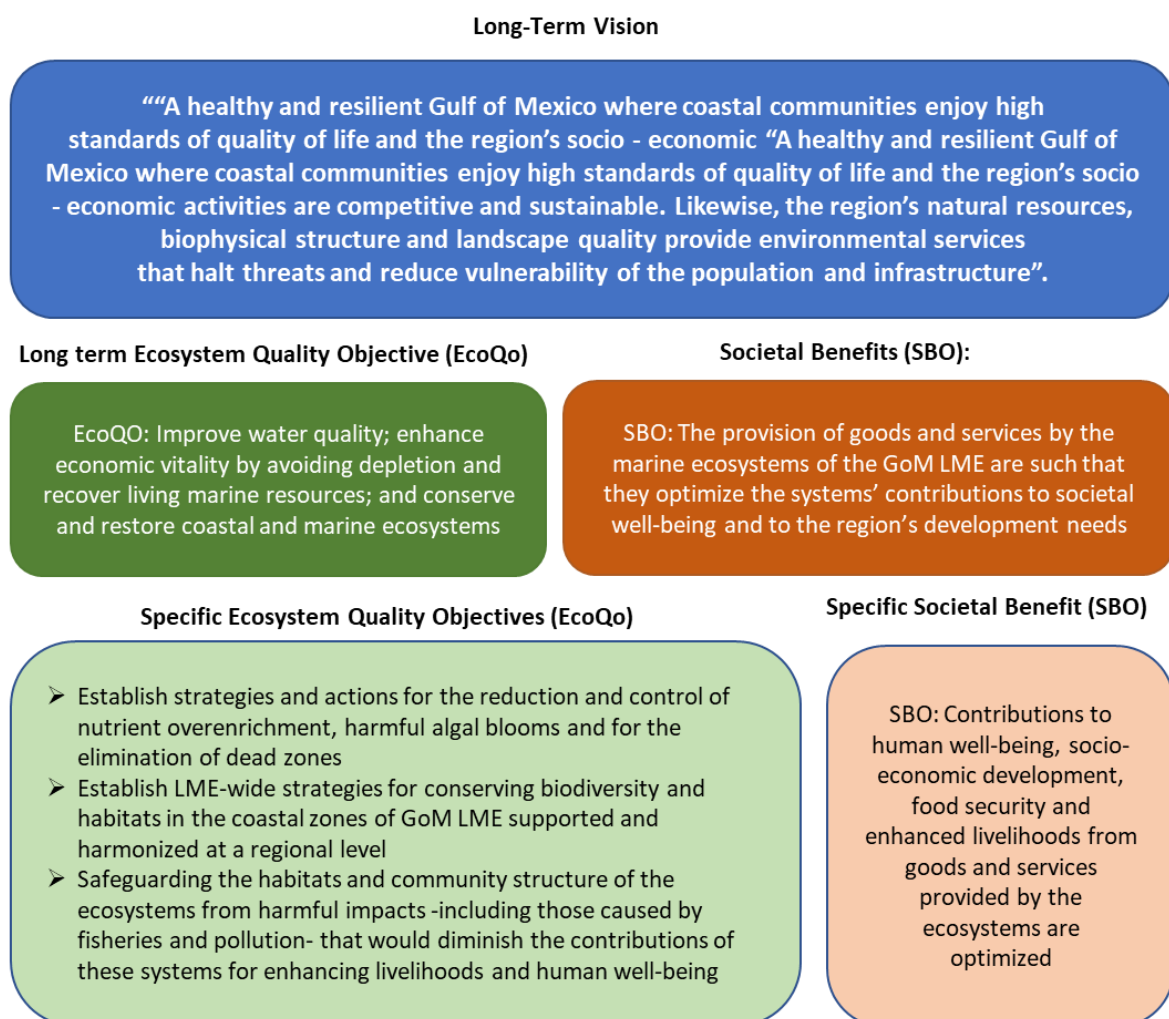 Long-Term Vision
““A healthy and resilient Gulf of Mexico where coastal communities enjoy high
standards of quality of life and the region’s socio - economic “A healthy and resilient Gulf of
Mexico where coastal communities enjoy high standards of quality of life and the region’s socio
- economic activities are competitive and sustainable. Likewise, the region’s natural resources,
biophysical structure and landscape quality provide environmental services
that halt threats and reduce vulnerability of the population and infrastructure”.
Long term Ecosystem Quality Objective (EcoQo)
EcoQO: Improve water quality; enhance
economic vitality by avoiding depletion and
recover living marine resources; and conserve
and restore coastal and marine ecosystems
Societal Benefits (SBO):
SBO: The provision of goods and services by the
marine ecosystems of the GoM LME are such that
they optimize the systems’ contributions to societal
well-being and to the region’s development needs
Specific Ecosystem Quality Objectives (EcoQo)
➢ Establish strategies and actions for the reduction and control of
nutrient overenrichment, harmful algal blooms and for the
elimination of dead zones
➢ Establish LME-wide strategies for conserving biodiversity and
habitats in the coastal zones of GoM LME supported and
harmonized at a regional level
➢ Safeguarding the habitats and community structure of the
ecosystems from harmful impacts -including those caused by
fisheries and pollution- that would diminish the contributions of
these systems for enhancing livelihoods and human well-being
Specific Societal Benefit (SBO)
SBO: Contributions to
human well-being, socio-
economic development,
food security and
enhanced livelihoods from
goods and services
provided by the
ecosystems are
optimized